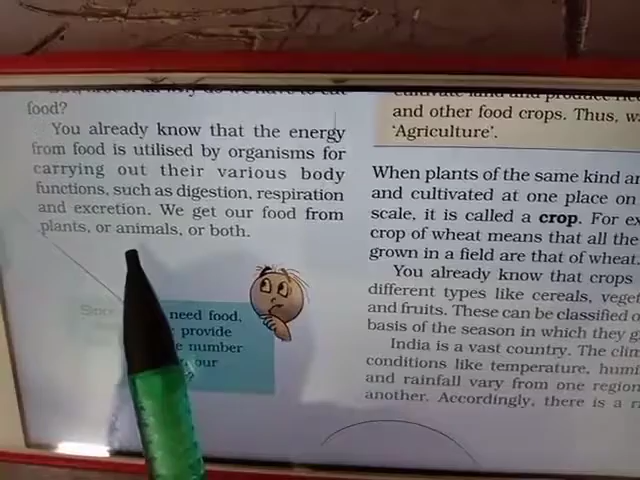 food?
You already know that the energy
from food is utilised by organisms for
carrying out their various body
functions, such as digestion, respiration
and excretion. We get our food from
plants, or animals, or both.
need food,
provide
number
our
and other food crops. Thus,
'Agriculture'.
When plants of the same kind
and cultivated at one place on
scale, it is called a crop. For
crop of wheat means that all the
grown in a field are that of wheat.
You already know that crops
different types like cereals,
and fruits. These can be classified
basis of the season in which they
India is a vast country. The
conditions like temperature,
and rainfall vary from one
another. Accordingly, there is a